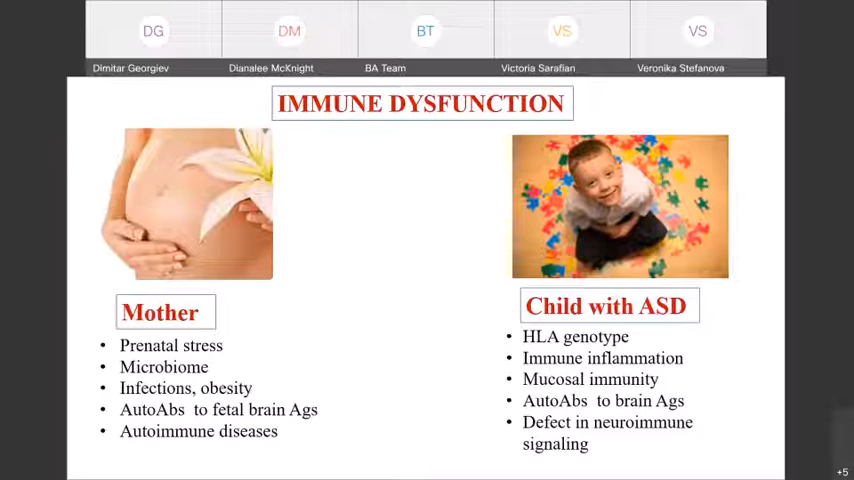 DG
DM
BT
VS
VS
Dimitar Georgiev
Dianalee McKnight
BA Team
Victoria Sarafian
Veronika Stefanova
IMMUNE DYSFUNCTION
Mother
• Prenatal stress
• Microbiome
• Infections, obesity
• AutoAbs to fetal brain Ags
• Autoimmune diseases
Child with ASD
• HLA genotype
• Immune inflammation
• Mucosal immunity
• AutoAbs to brain Ags
• Defect in neuroimmune
signaling
+5